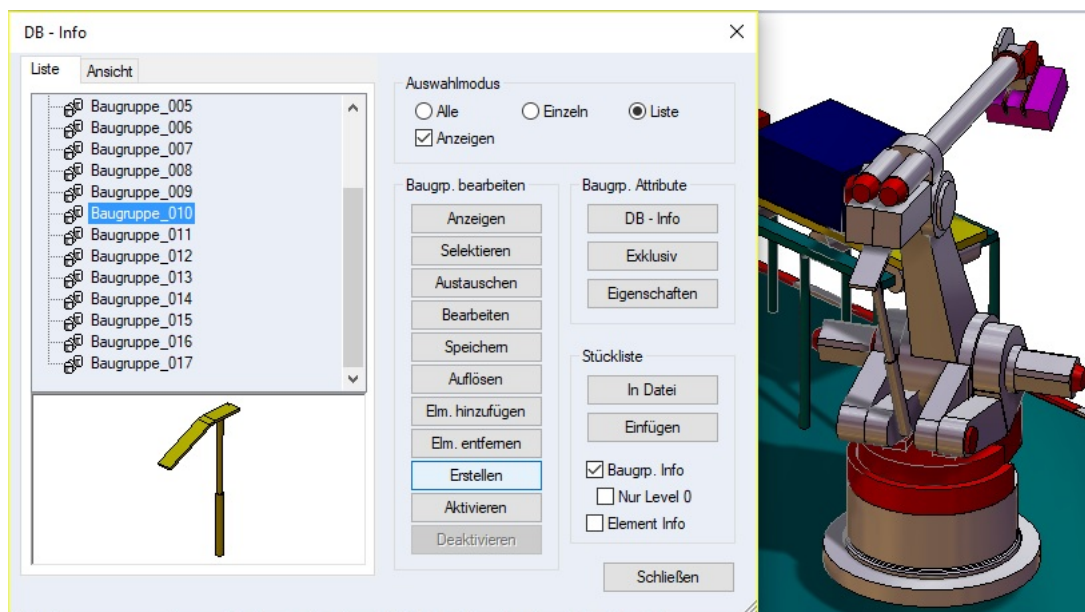 DB - Info
Liste
Ansicht
Baugruppe_005
Baugruppe_006
Baugruppe_007
Baugruppe_008
Baugruppe_009
Baugruppe_010
Baugruppe_011
Baugruppe_012
Baugruppe_013
Baugruppe_014
Baugruppe_015
Baugruppe_016
Baugruppe_017
Auswahlmodus
Alle
Einzeln
Liste
Anzeigen
Baugrp. bearbeiten
Anzeigen
Selektieren
Austauschen
Bearbeiten
Speichern
Auflösen
Elm. hinzufügen
Elm. entfernen
Erstellen
Aktivieren
Deaktivieren
Baugrp. Attribute
DB - Info
Exklusiv
Eigenschaften
Stückliste
In Datei
Einfügen
Baugrp. Info
Nur Level 0
Element Info
Schließen